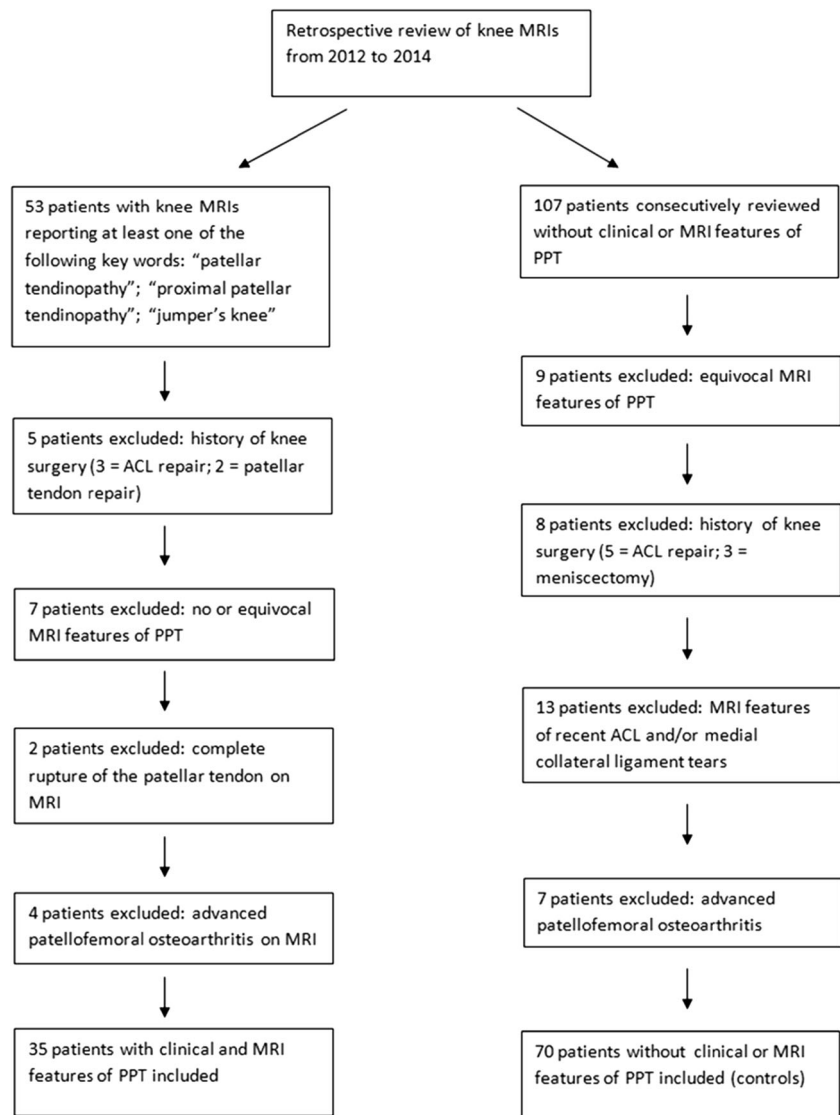 Retrospective review of knee MRIs
from 2012 to 2014
53 patients with knee MRIs
reporting at least one of the
following key words: “patellar
tendinopathy”; “proximal patellar
tendinopathy”; “jumper’s knee”
5 patients excluded: history of knee
surgery (3 = ACL repair; 2 = patellar
tendon repair)
7 patients excluded: no or equivocal
MRI features of PPT
2 patients excluded: complete
rupture of the patellar tendon on
MRI
4 patients excluded: advanced
patellofemoral osteoarthritis on MRI
35 patients with clinical and MRI
features of PPT included
107 patients consecutively reviewed
without clinical or MRI features of
PPT
9 patients excluded: equivocal MRI
features of PPT
8 patients excluded: history of knee
surgery (5 = ACL repair; 3 =
meniscectomy)
13 patients excluded: MRI features
of recent ACL and/or medial
collateral ligament tears
7 patients excluded: advanced
patellofemoral osteoarthritis
70 patients without clinical or MRI
features of PPT included (controls)